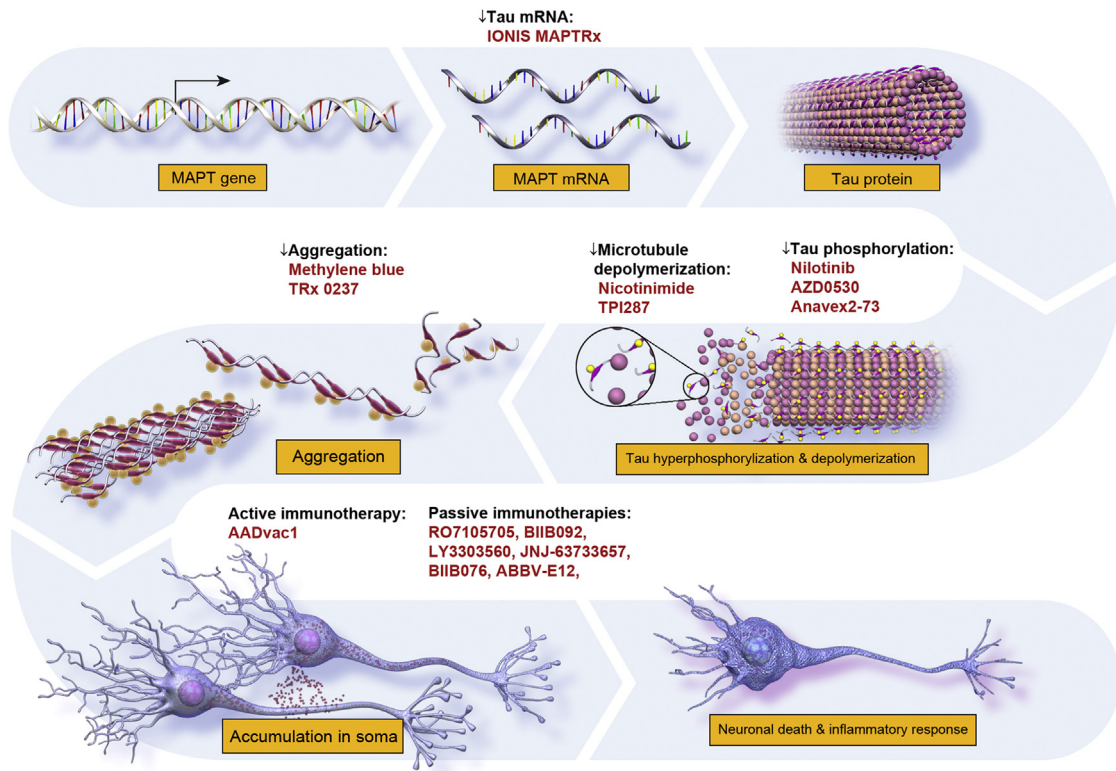 ↓Tau mRNA:
IONIS MAPTRx
MAPT gene
MAPT mRNA
Tau protein
↓Aggregation:
Methylene blue
TRx 0237
↓Microtubule
depolymerization:
Nicotinimide
TPI287
↓Tau phosphorylation:
Nilotinib
AZD0530
Anavex2-73
Aggregation
Tau hyperphosphorylization & depolymerization
Active immunotherapy:
AADvac1
Passive immunotherapies:
RO7105705, BIIB092,
LY3303560, JNJ-63733657,
BIIB076, ABBV-E12,
Accumulation in soma
Neuronal death & inflammatory response